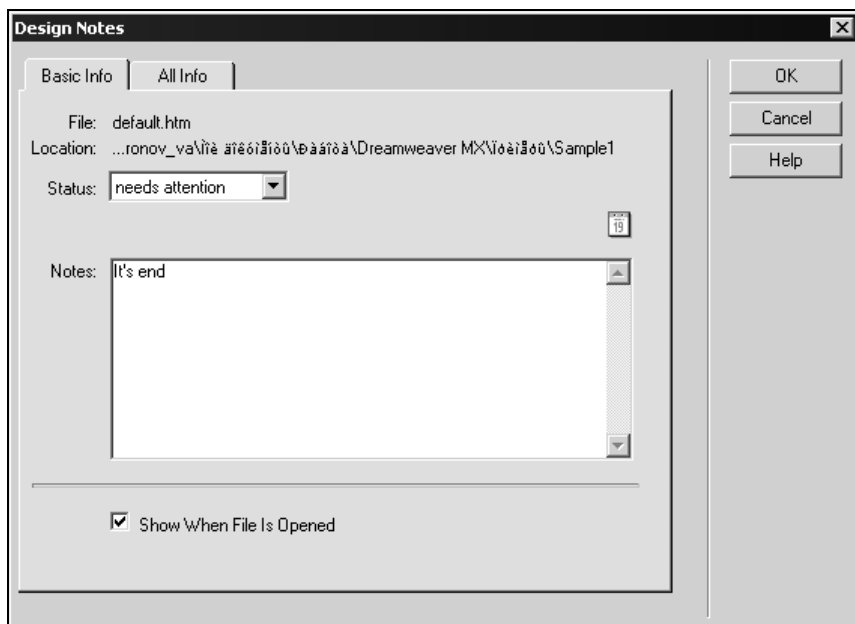 Design Notes
Basic Info
All Info
File: default.htm
Location: ...ronov_va\Ìîè äîêóìåíòû\Ðàáîòà\Dreamweaver MX\Ïðèìåðû\Sample1
Status: needs attention
19
Notes: It's end
Show When File Is Opened
OK
Cancel
Help